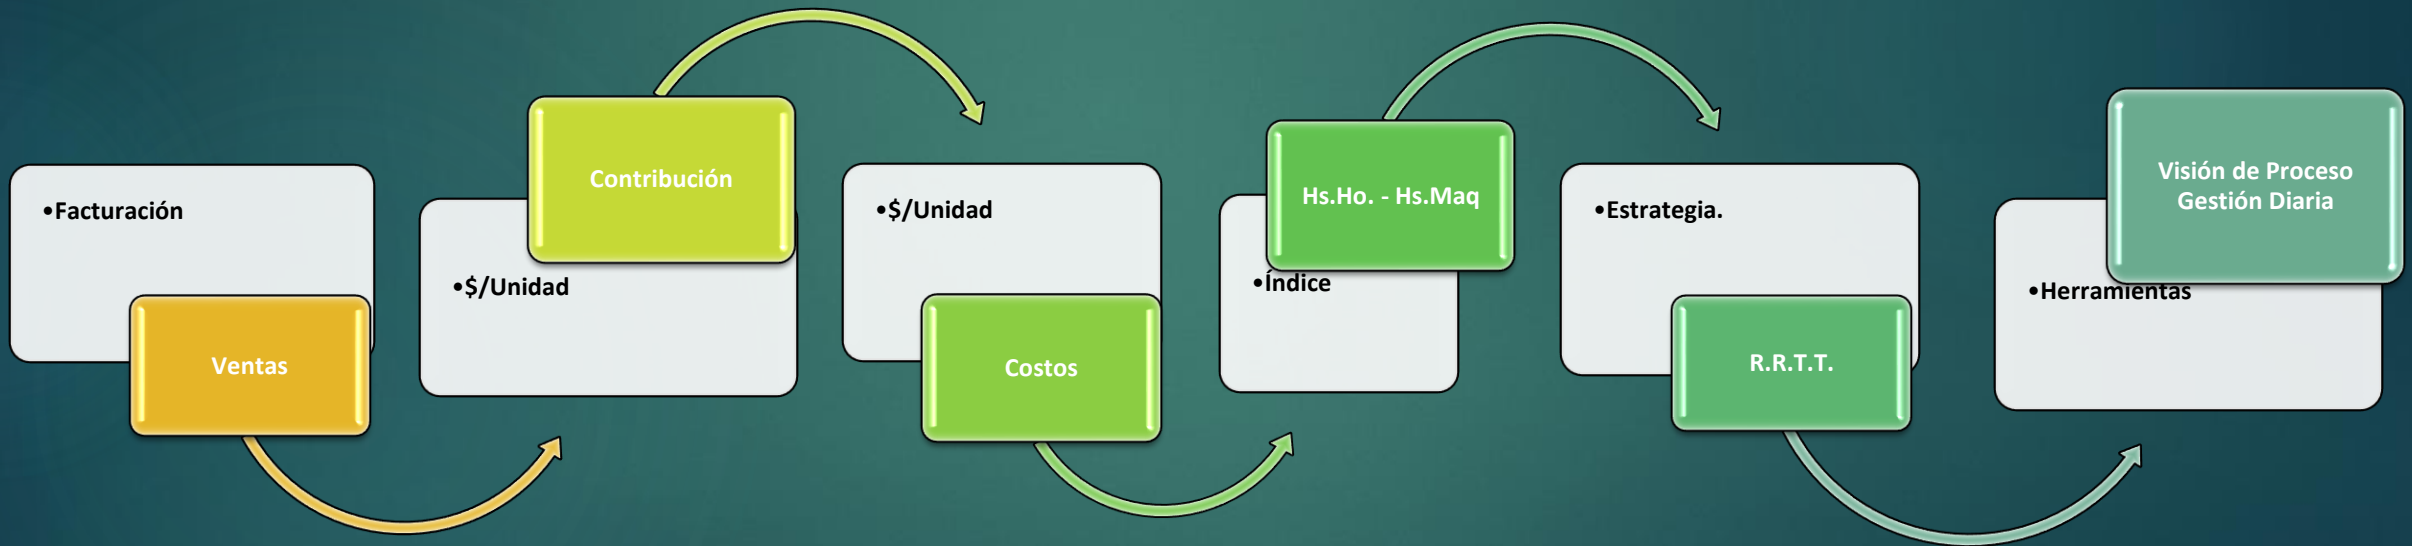 •Facturación
Ventas
Contribución
•$/Unidad
•$/Unidad
Costos
Hs.Ho. - Hs.Maq
•Índice
•Estrategia.
R.R.T.T.
Visión de Proceso
Gestión Diaria
•Herramientas